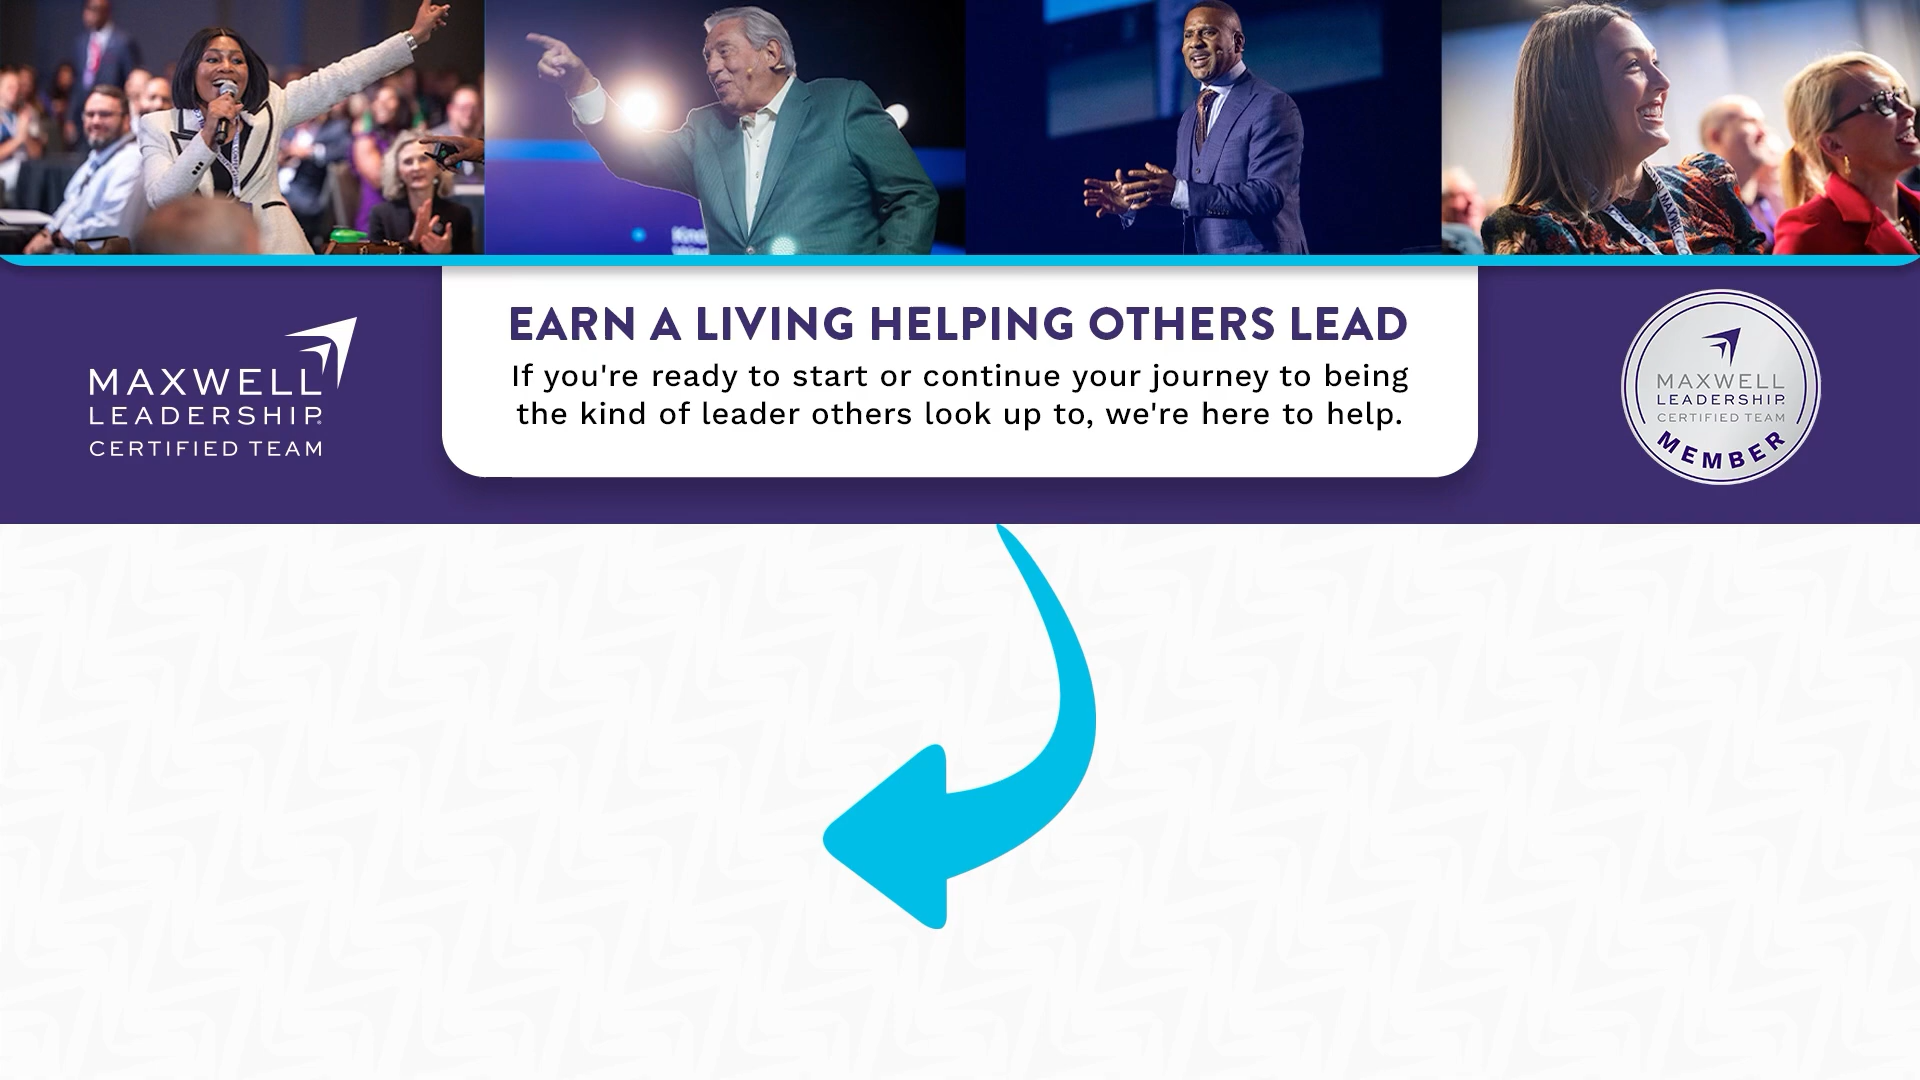 EARN A LIVING HELPING OTHERS LEAD
If you're ready to start or continue your journey to being
the kind of leader others look up to, we're here to help.
MAXWELL
LEADERSHIP®
CERTIFIED TEAM
MAXWELL
LEADERSHIP
CERTIFIED TEAM
MEMBER